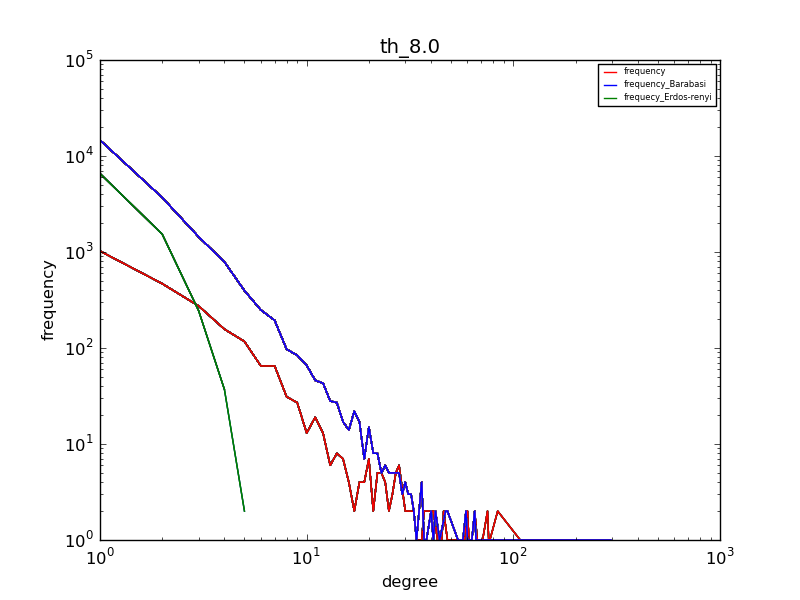 th_8.0
frequency
frequency_Barabasi
frequecy_Erdos-renyi
10^5
10^4
10^3
10^2
10^1
10^0
frequency
10^0 10^1 10^2 10^3
degree